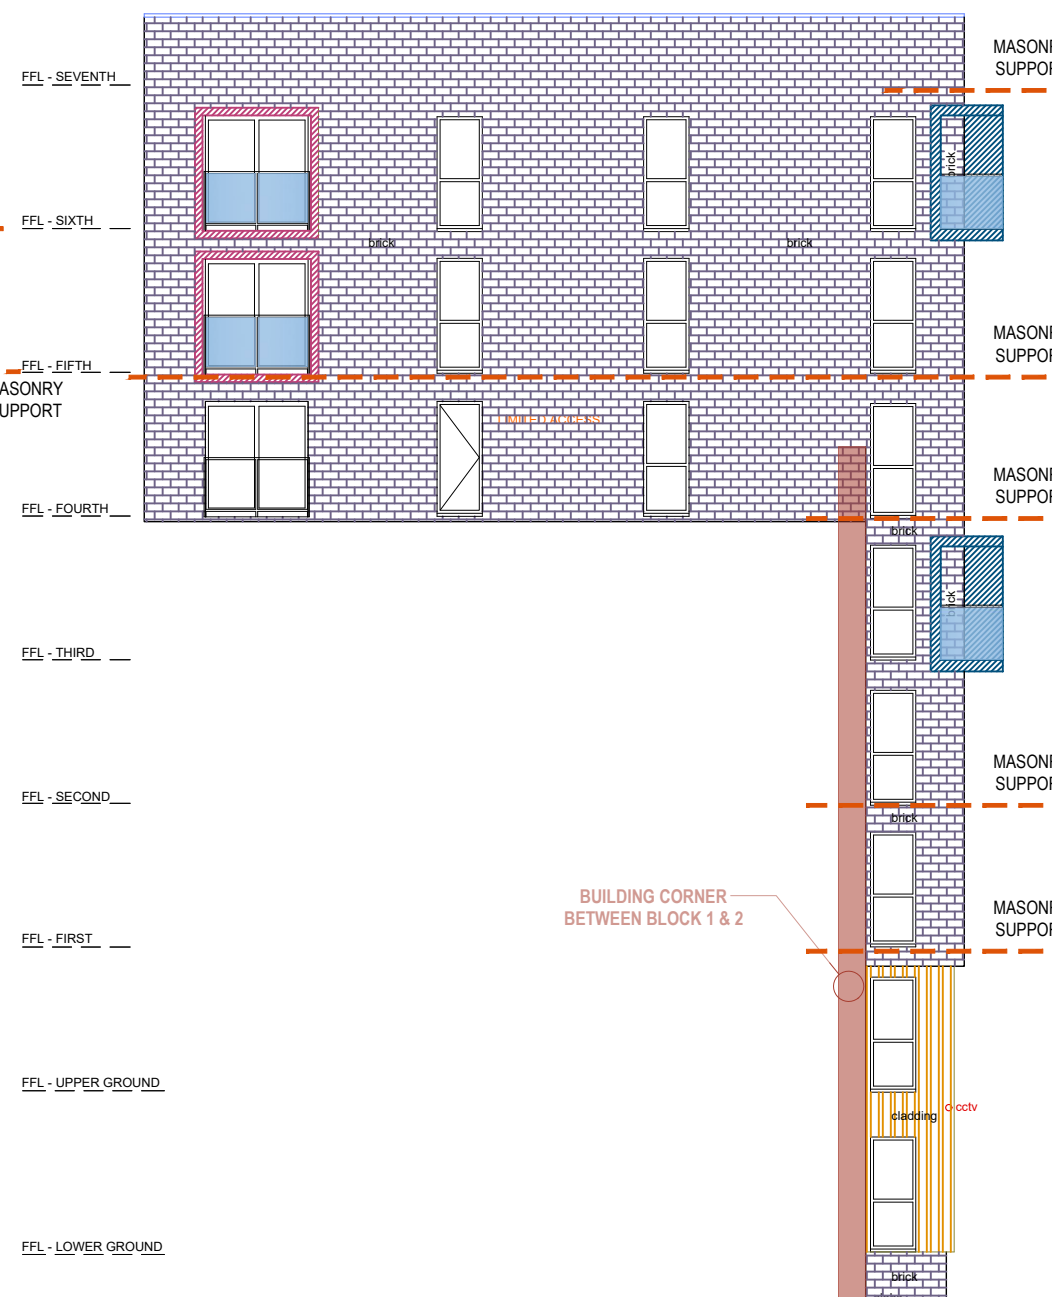 MASONR
SUPPOR
FFL - SEVENTH
brick
FFL - SIXTH
brick
brick
MASONR
SUPPOR
FFL - FIFTH
ASONRY
UPPORT
LIMITED ACCESS
MASONR
SUPPOR
FFL - FOURTH
brick
brick
FFL - THIRD
MASONR
SUPPOR
FFL - SECOND
brick
BUILDING CORNER
BETWEEN BLOCK 1 & 2
MASONR
SUPPOR
FFL - FIRST
FFL - UPPER GROUND
cctv
cladding
FFL - LOWER GROUND
brick